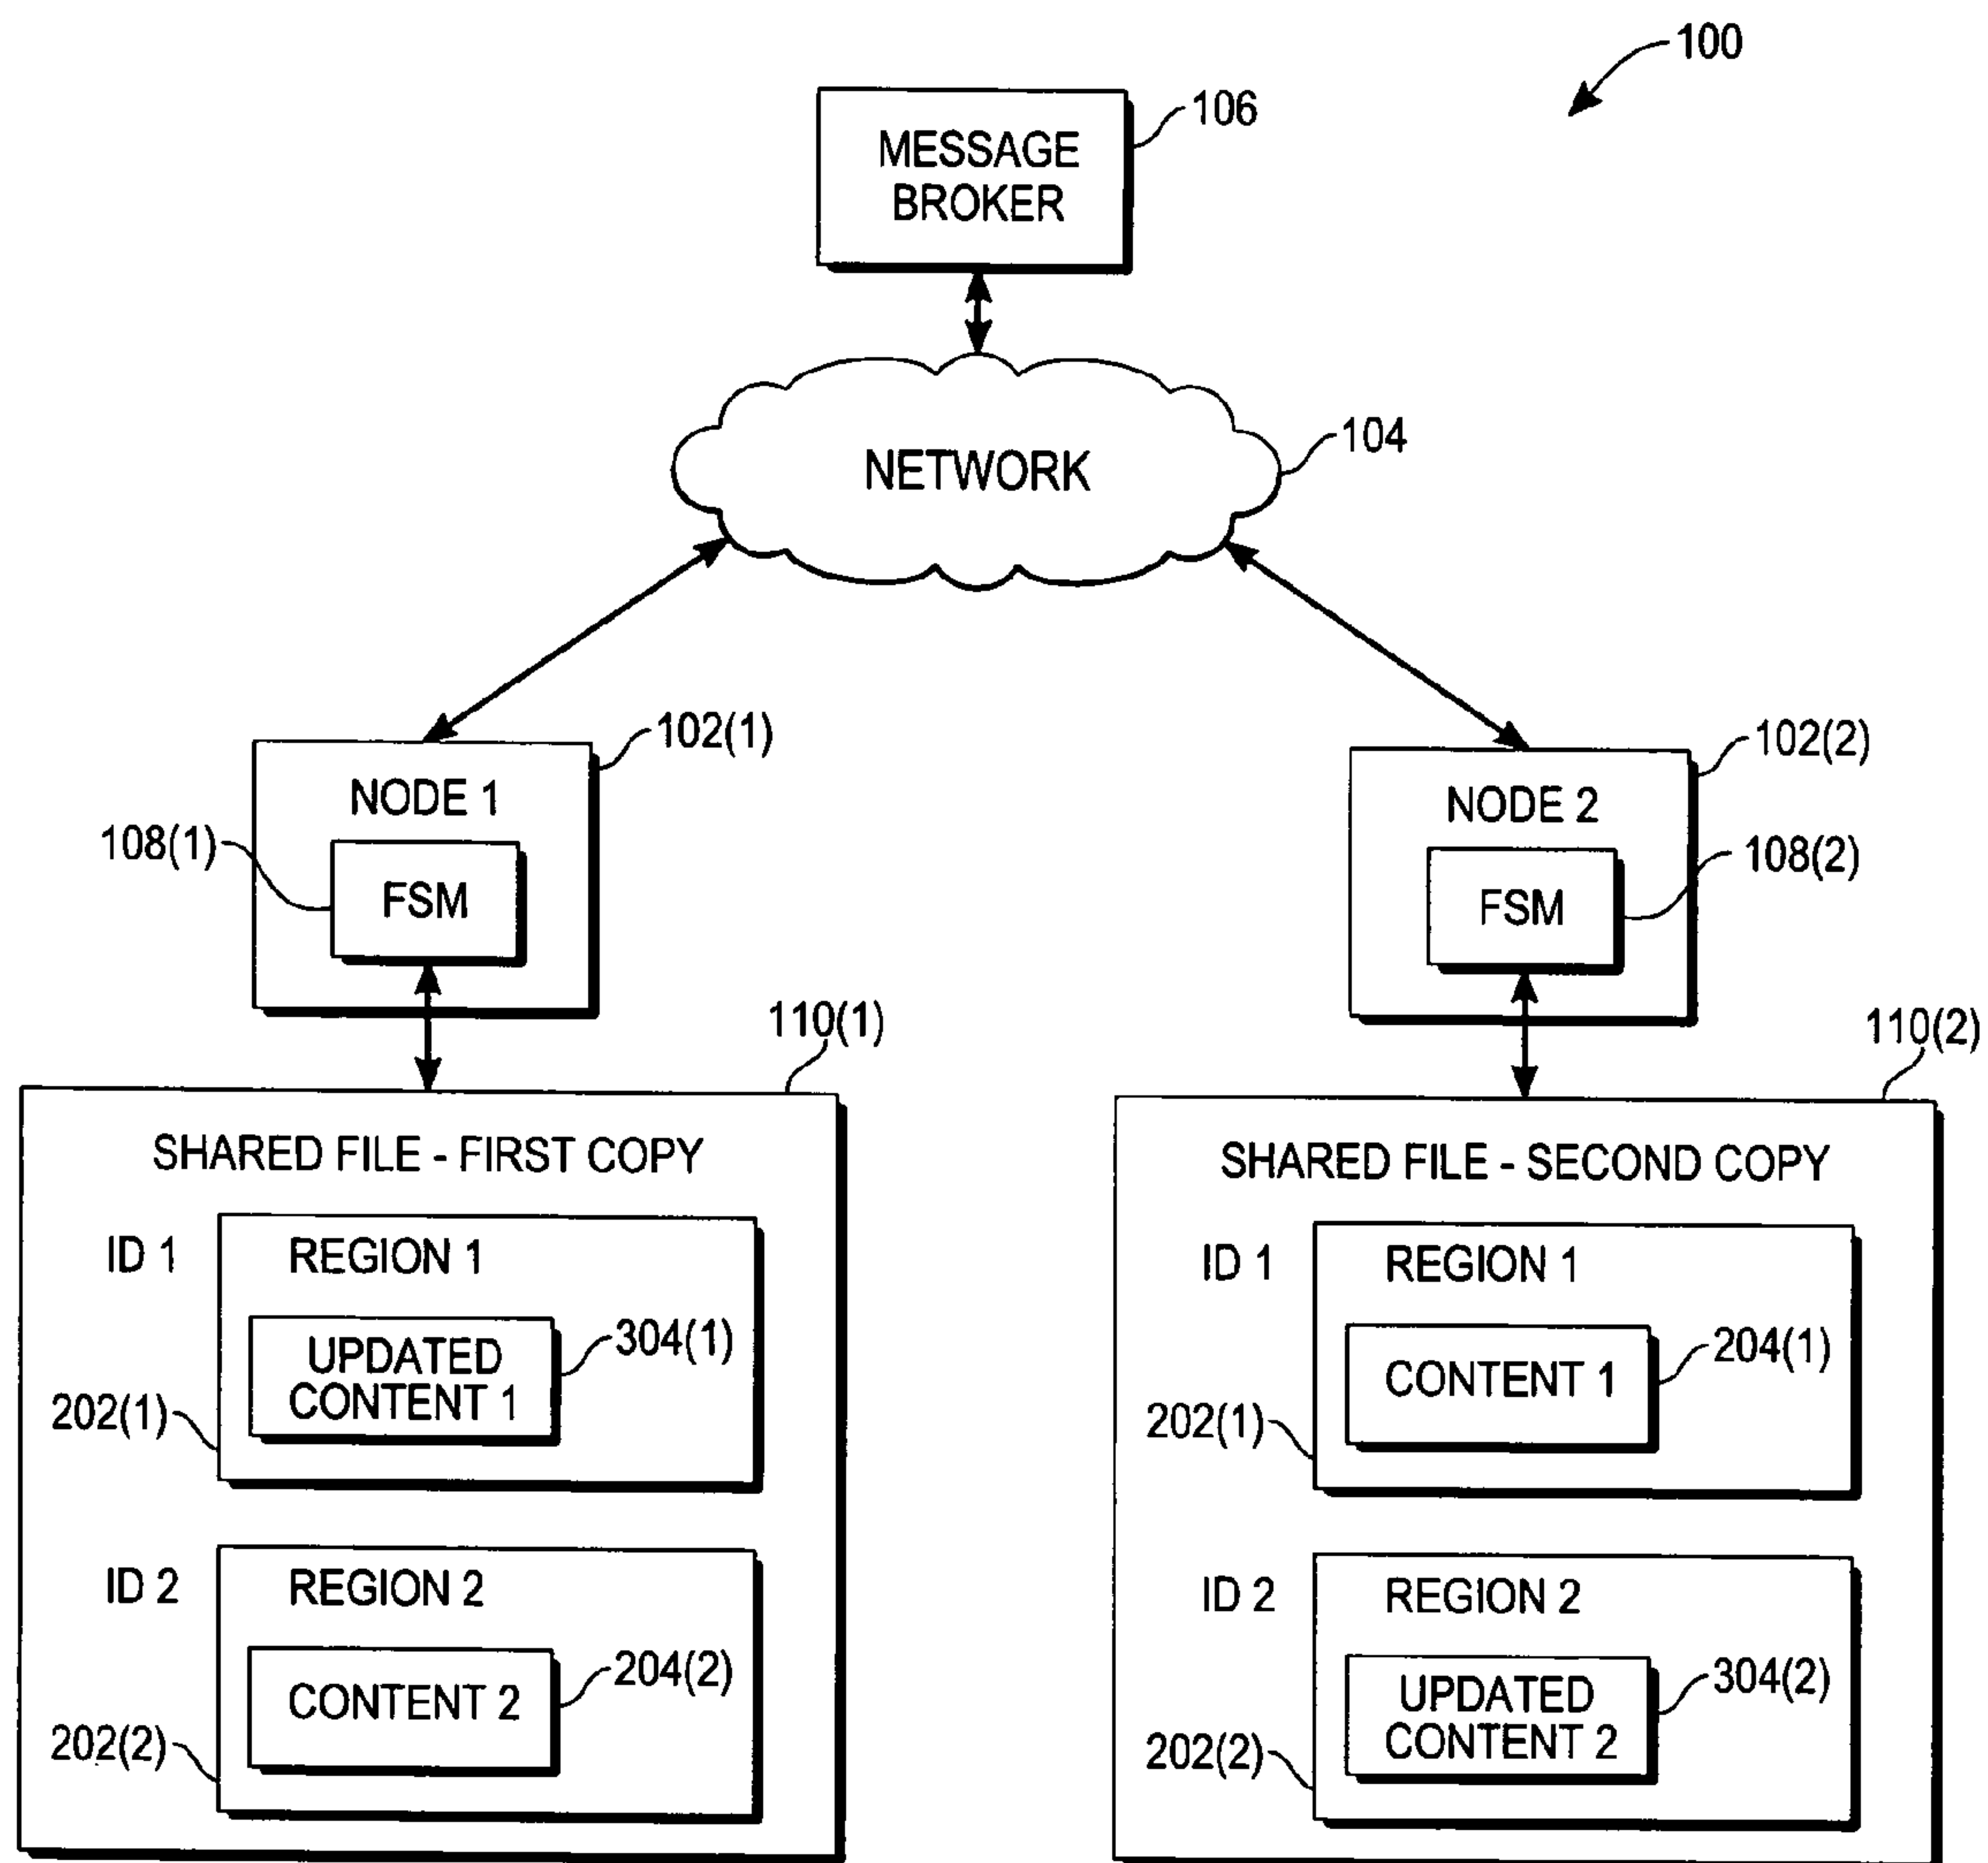 100
106
MESSAGE
BROKER
104
NETWORK
102(1)
NODE 1
108(1)
FSM
102(2)
NODE 2
108(2)
FSM
110(1)
SHARED FILE - FIRST COPY
ID 1
REGION 1
UPDATED
CONTENT 1
304(1)
202(1)
ID 2
REGION 2
CONTENT 2
204(2)
202(2)
110(2)
SHARED FILE - SECOND COPY
ID 1
REGION 1
CONTENT 1
204(1)
202(1)
ID 2
REGION 2
UPDATED
CONTENT 2
304(2)
202(2)